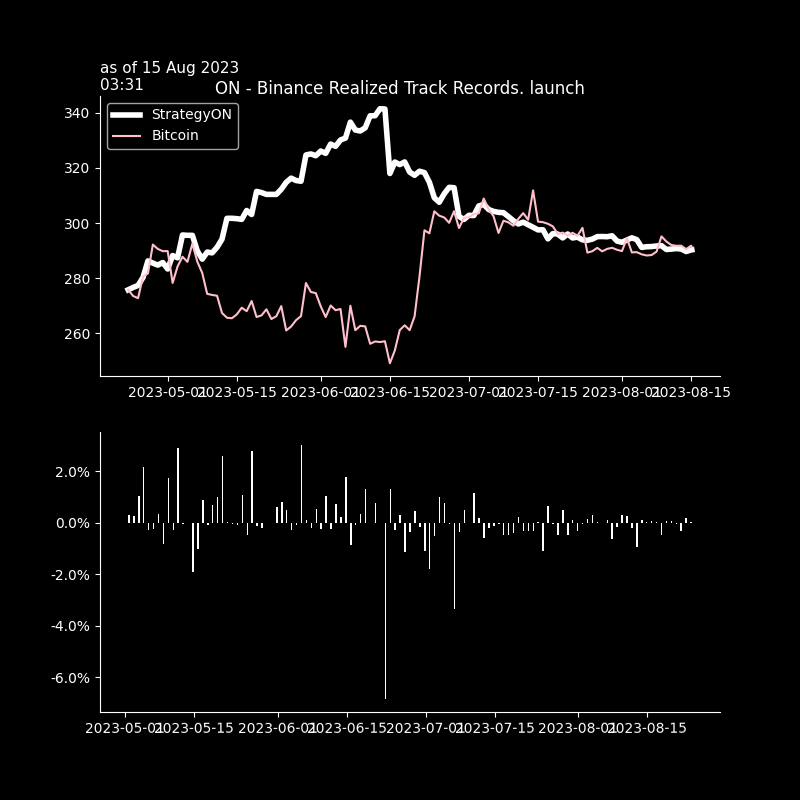 as of 15 Aug 2023
03:31
ON - Binance Realized Track Records. launch
StrategyON
Bitcoin
340
320
300
280
260
2023-05-01 2023-05-15 2023-06-01 2023-06-15 2023-07-01 2023-07-15 2023-08-01 2023-08-15
2.0%
0.0%
-2.0%
-4.0%
-6.0%
2023-05-01 2023-05-15 2023-06-01 2023-06-15 2023-07-01 2023-07-15 2023-08-01 2023-08-15